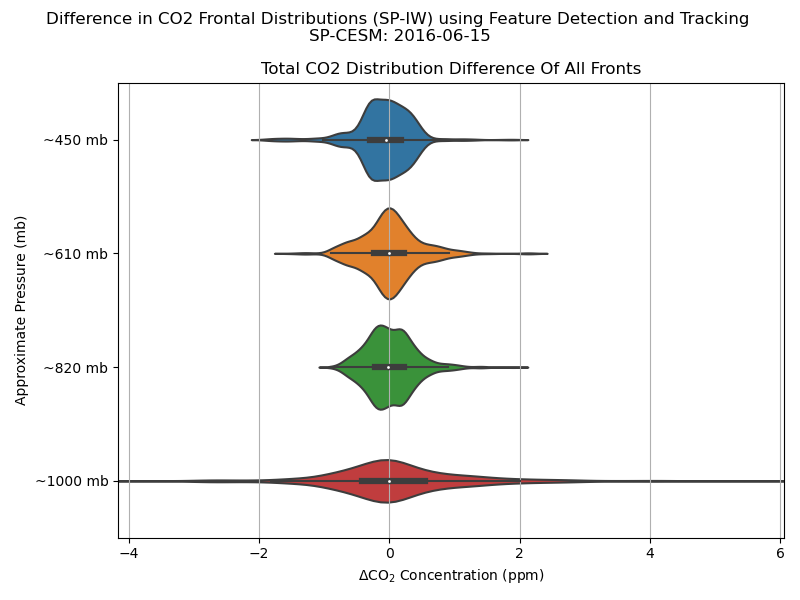 Difference in CO2 Frontal Distributions (SP-IW) using Feature Detection and Tracking
SP-CESM: 2016-06-15
Total CO2 Distribution Difference Of All Fronts
~450 mb
~610 mb
~820 mb
~1000 mb
Approximate Pressure (mb)
−4 −2 0 2 4 6
ΔCO₂ Concentration (ppm)